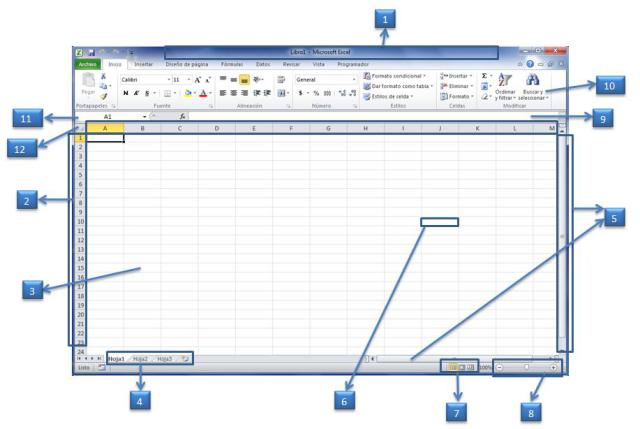 1
Libro1 - Microsoft Excel
Archivo Inicio Insertar Diseño de página Fórmulas Datos Revisar Vista Programador
Pegar
Calibri 11 A A
N K S A
General
$ % 000
Formato condicional
Dar formato como tabla
Estilos de celda
Insertar
Eliminar
Formato
Σ
Ordenar y filtrar
Buscar y seleccionar
Portapapeles Fuente Alineación Número Estilos Celdas Modificar
10
11
A1 fx
9
12
A B C D E F G H I J K L M
1
2
3
4
5
6
7
8
9
10
11
12
13
14
15
16
17
18
19
20
21
22
23
24
2
3
5
Hoja1 Hoja2 Hoja3
Listo 100%
4
6
7
8